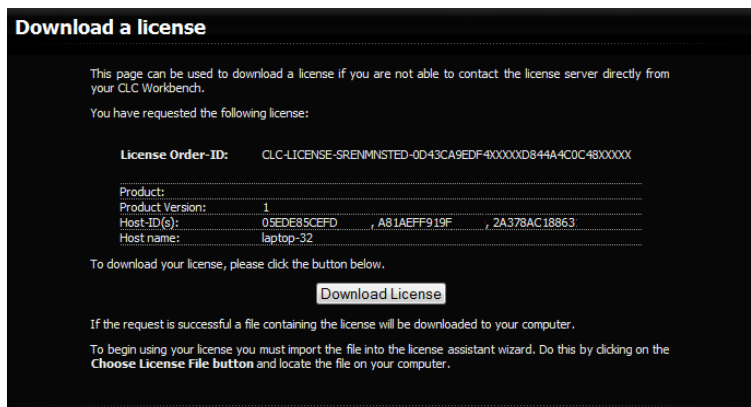 Download a license
This page can be used to download a license if you are not able to contact the license server directly from
your CLC Workbench.
You have requested the following license:
License Order-ID: CLC-LICENSE-SRENMNSTED-0D43CA9EDF4XXXXXD844A4C0C48XXXXX
Product:
Product Version: 1
Host-ID(s): 05EDE85CEFD , A81AEFF919F , 2A378AC18863
Host name: laptop-32
To download your license, please click the button below.
Download License
If the request is successful a file containing the license will be downloaded to your computer.
To begin using your license you must import the file into the license assistant wizard. Do this by clicking on the
Choose License File button and locate the file on your computer.